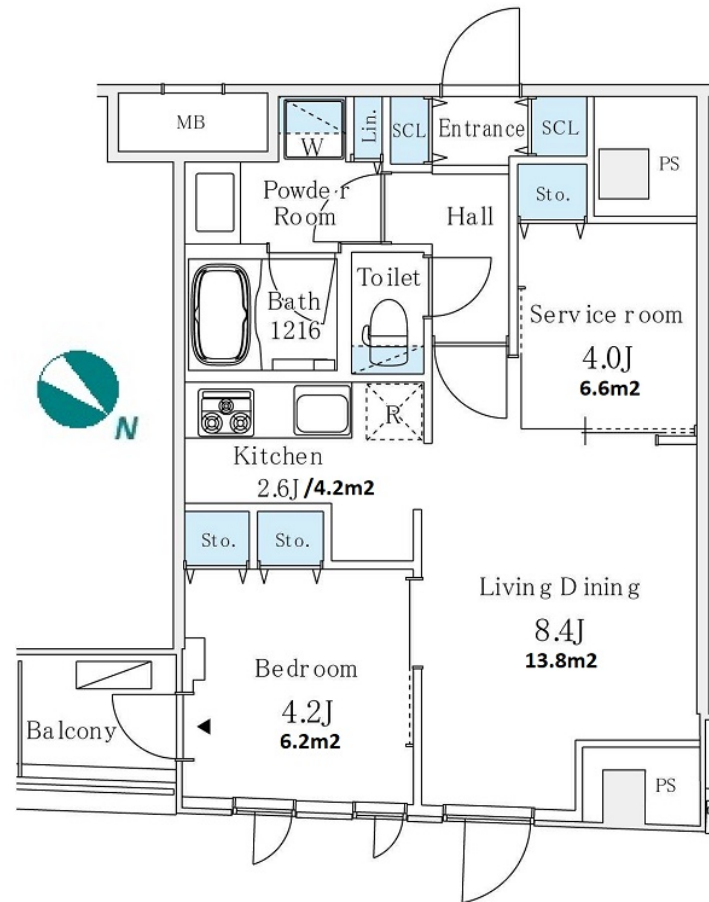 MB
W
Lin.
SCL
Entrance
SCL
PS
Powder
Room
Hall
Sto.
Toilet
Bath
1216
Service room
4.0J
6.6m2
N
R
Kitchen
2.6J /4.2m2
Sto.
Sto.
Living Dining
8.4J
13.8m2
Bedroom
4.2J
6.2m2
Balcony
PS